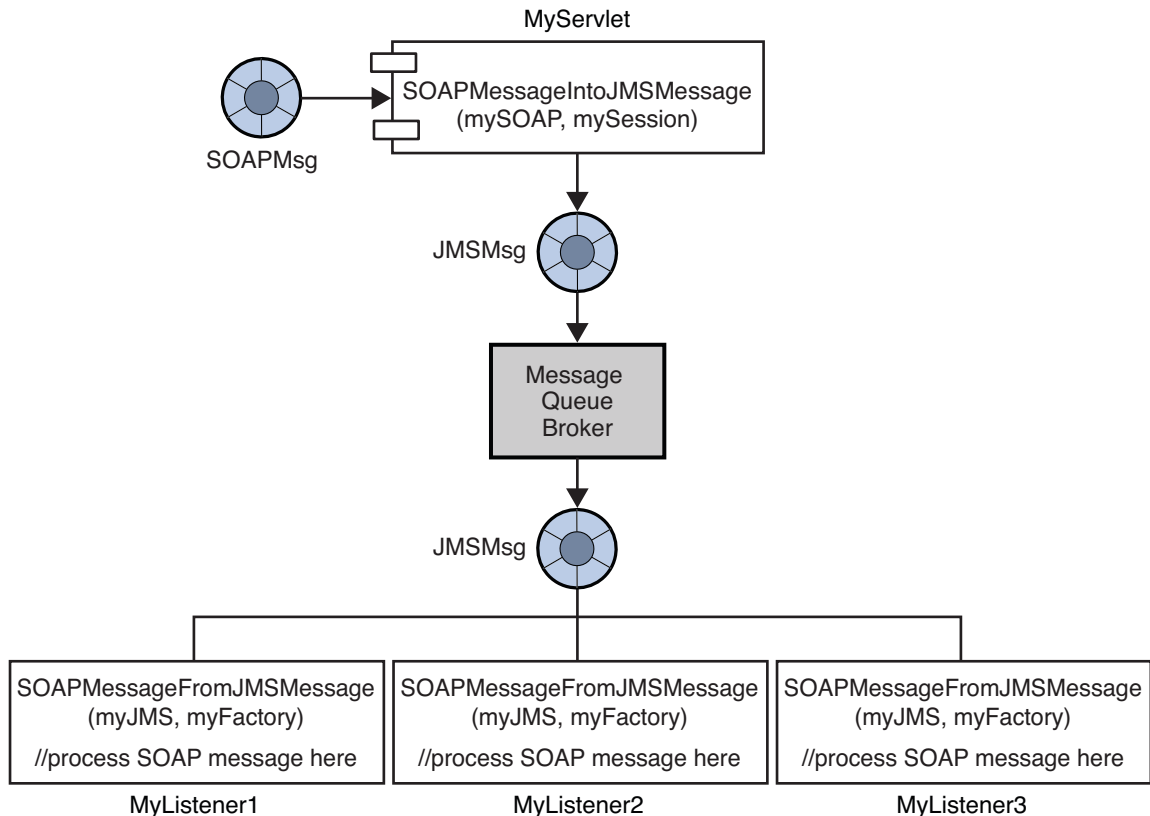 MyServlet
SOAPMessageIntoJMSMessage
(mySOAP, mySession)
SOAPMsg
JMSMsg
Message
Queue
Broker
JMSMsg
SOAPMessageFromJMSMessage
(myJMS, myFactory)
//process SOAP message here
MyListener1
SOAPMessageFromJMSMessage
(myJMS, myFactory)
//process SOAP message here
MyListener2
SOAPMessageFromJMSMessage
(myJMS, myFactory)
//process SOAP message here
MyListener3